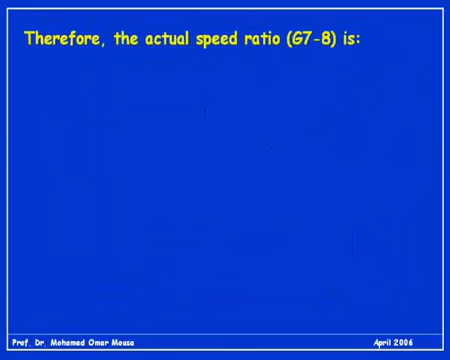 Therefore, the actual speed ratio (G7-8) is:
Prof. Dr. Mohamed Omar Mousa
April 2006